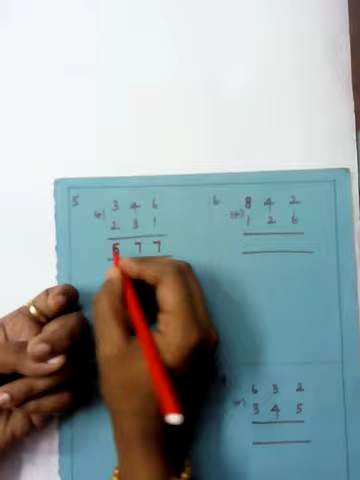 5 3 4 6
(+) 2 3 1
5 7 7
6. 8 4 2
(+) 1 2 6
6 3 2
(+) 3 4 5